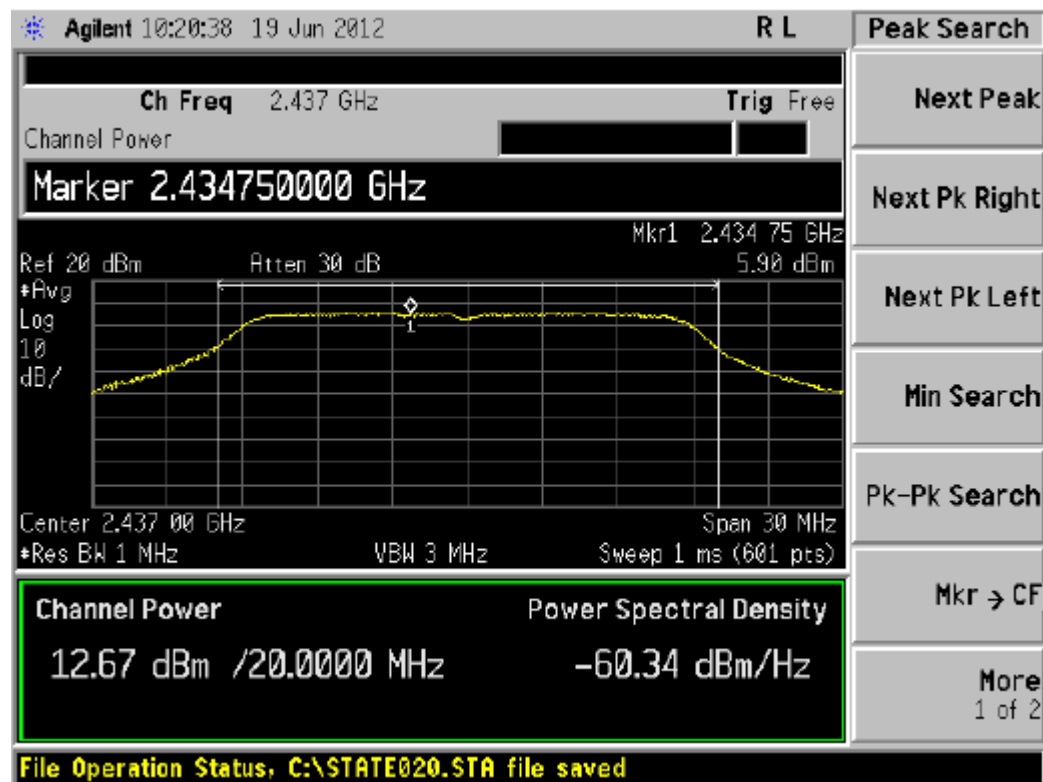 Agilent 10:20:38 19 Jun 2012 R L
Peak Search
Ch Freq 2.437 GHz Trig Free
Channel Power
Marker 2.434750000 GHz
Mkr1 2.434 75 GHz
Ref 20 dBm Atten 30 dB 5.90 dBm
#Avg
Log
10
dB/
1
Center 2.437 00 GHz Span 30 MHz
#Res BW 1 MHz VBW 3 MHz Sweep 1 ms (601 pts)
Channel Power Power Spectral Density
12.67 dBm /20.0000 MHz -60.34 dBm/Hz
File Operation Status, C:\STATE020.STA file saved
Next Peak
Next Pk Right
Next Pk Left
Min Search
Pk-Pk Search
Mkr → CF
More
1 of 2